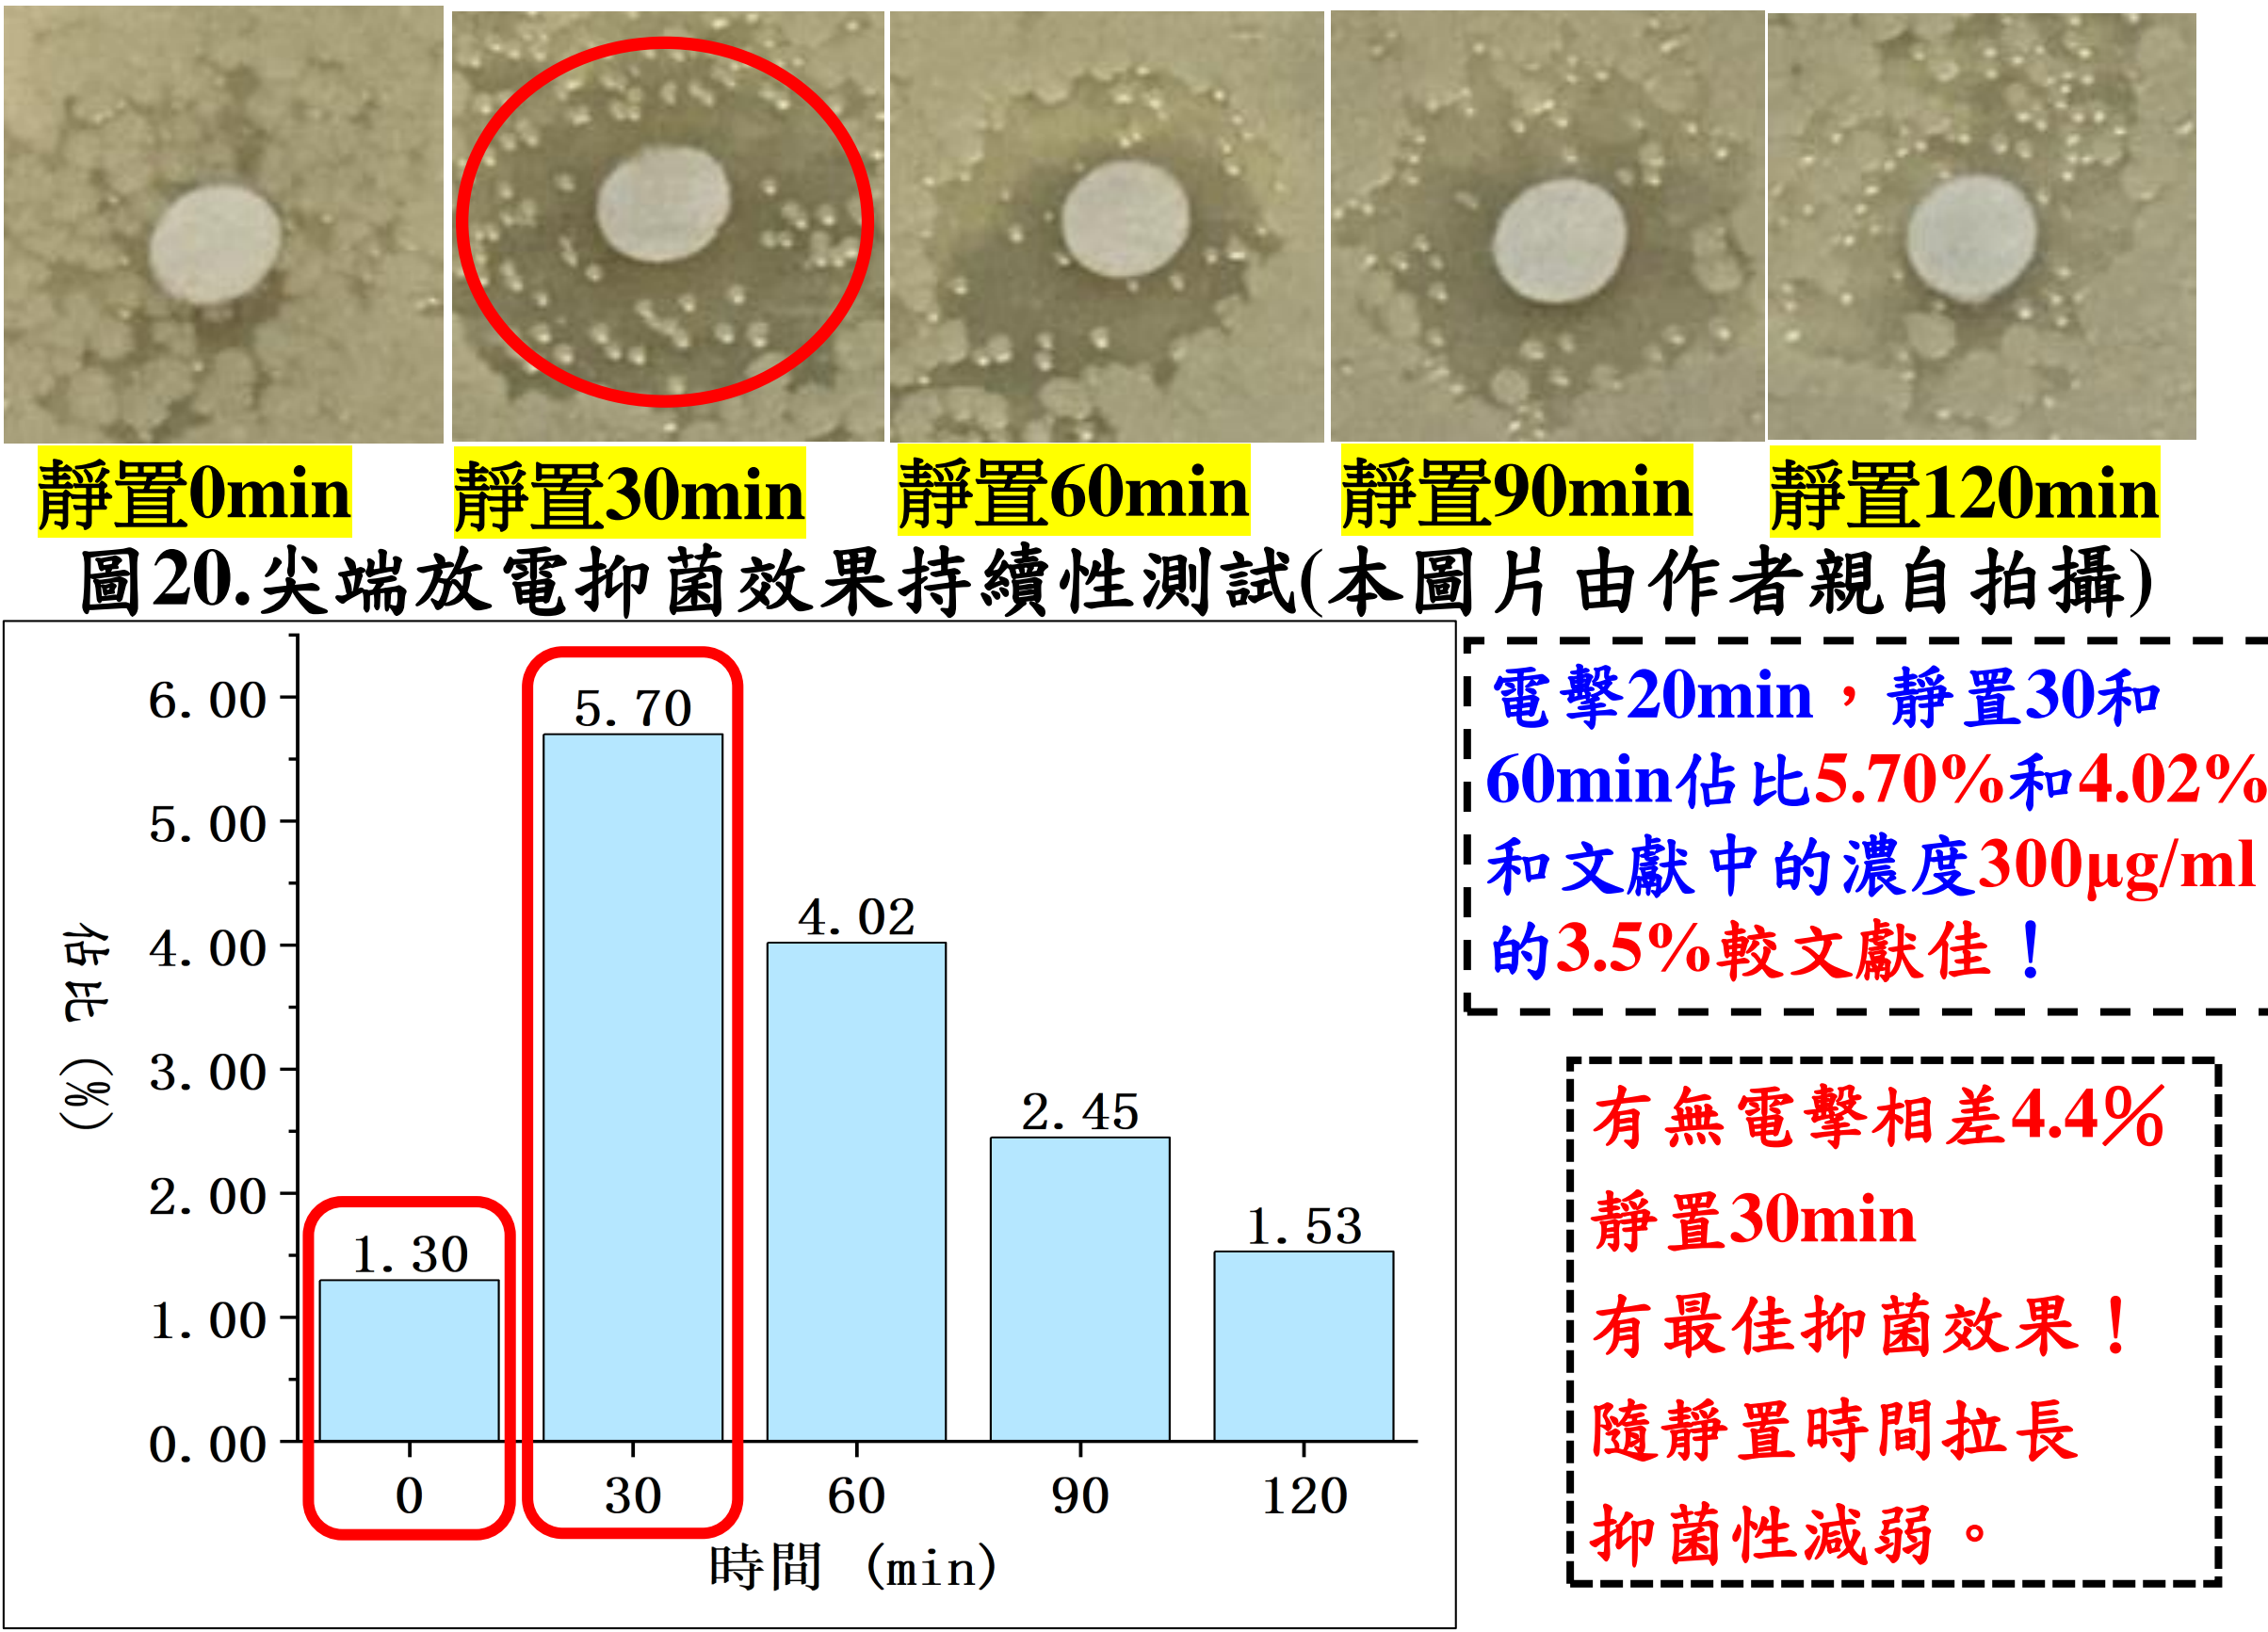 靜置0min
靜置30min
靜置60min
靜置90min
靜置120min
圖20.尖端放電抑菌效果持續性測試(本圖片由作者親自拍攝)
佔比 (%)
6.00
5.00
4.00
3.00
2.00
1.00
0.00
1.30
5.70
4.02
2.45
1.53
0
30
60
90
120
時間 (min)
電擊20min，靜置30和
60min佔比5.70%和4.02%
和文獻中的濃度300μg/ml
的3.5%較文獻佳！
有無電擊相差4.4%
靜置30min
有最佳抑菌效果！
隨靜置時間拉長
抑菌性減弱。